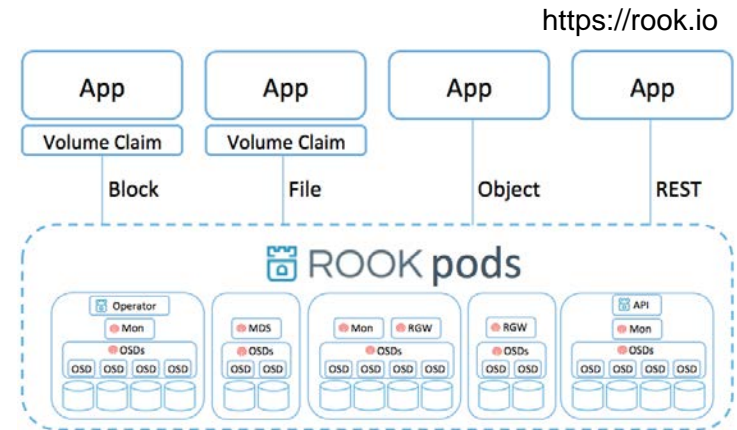 https://rook.io
App App App App
Volume Claim Volume Claim
Block File Object REST
ROOK pods
Operator API
Mon MDS Mon RGW RGW Mon
OSDs OSDs OSDs OSDs OSDs
OSD OSD OSD OSD OSD OSD OSD OSD OSD OSD OSD OSD OSD OSD OSD OSD